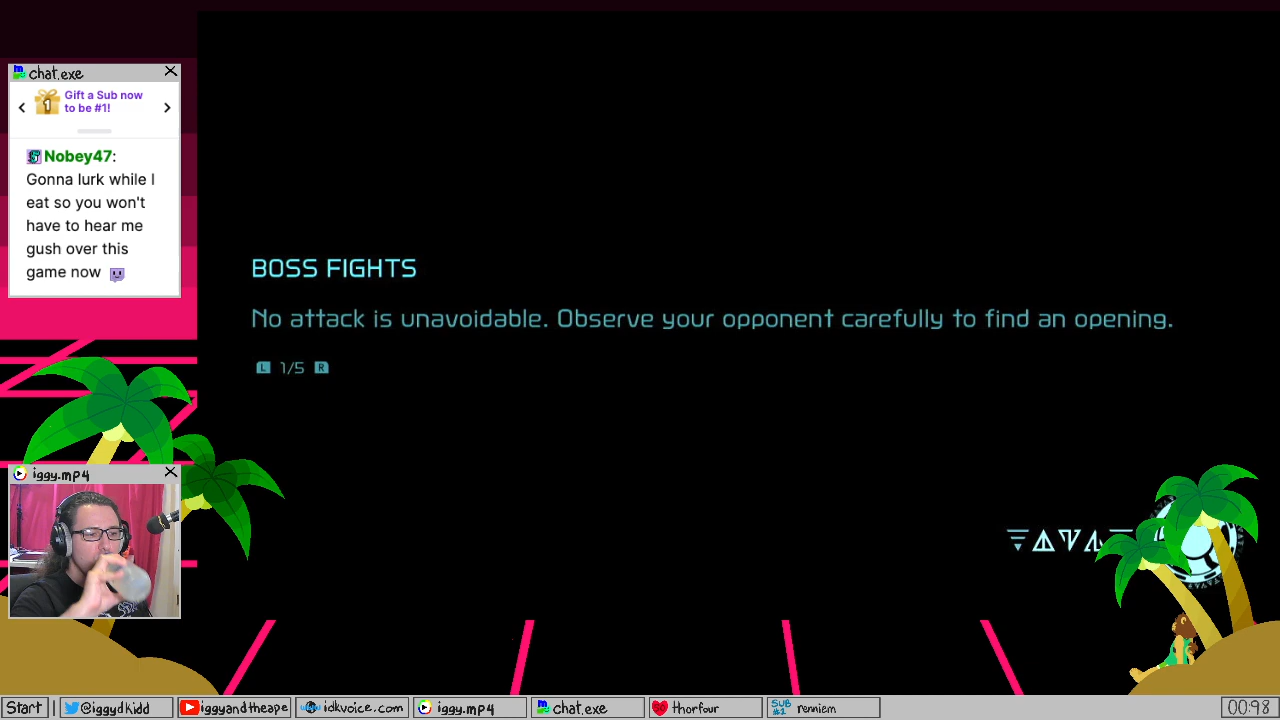 chat.exe
Gift a Sub now
to be #1!
1
Nobey47:
Gonna lurk while I
eat so you won't
have to hear me
gush over this
game now
BOSS FIGHTS
No attack is unavoidable. Observe your opponent carefully to find an opening.
L 1/5 R
iggy.mp4
Start
@iggydkidd
iggyandtheape
idkvoice.com
iggy.mp4
chat.exe
thorfour
SUB #1 renniem
00:98